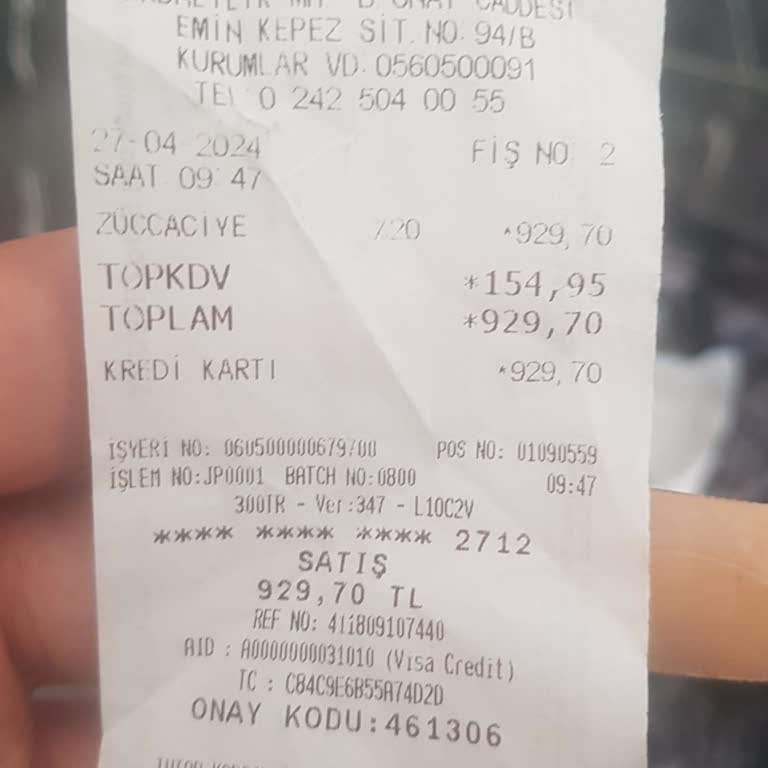 CADDESİ
EMİN KEPEZ SİT. NO: 94/B
KURUMLAR VD. 0560500091
TEL 0 242 504 00 55
27-04-2024 FİŞ NO: 2
SAAT 09:47
ZÜCCACİYE %20 *929,70
TOPKDV *154,95
TOPLAM *929,70
KREDİ KARTI *929,70
İŞYERİ NO: 060500000679700 POS NO: 01090559
İŞLEM NO:JP0001 BATCH NO:0800 09:47
300TR - Ver:347 - L10C2V
**** **** **** 2712
SATIŞ
929,70 TL
REF NO: 411809107440
AID : A0000000031010 (Visa Credit)
TC : C84C9E6B55A74D2D
ONAY KODU:461306